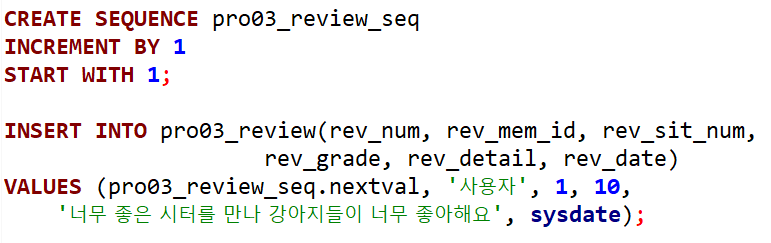 CREATE SEQUENCE pro03_review_seq
INCREMENT BY 1
START WITH 1;
INSERT INTO pro03_review(rev_num, rev_mem_id, rev_sit_num,
rev_grade, rev_detail, rev_date)
VALUES (pro03_review_seq.nextval, '사용자', 1, 10,
'너무 좋은 시터를 만나 강아지들이 너무 좋아해요', sysdate);